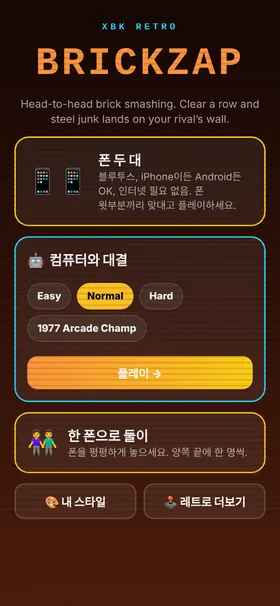 XBK RETRO
BRICKZAP
Head-to-head brick smashing. Clear a row and
steel junk lands on your rival's wall.
폰 두 대
블루투스, iPhone이든 Android든
OK, 인터넷 필요 없음. 폰
윗부분끼리 맞대고 플레이하세요.
컴퓨터와 대결
Easy
Normal
Hard
1977 Arcade Champ
플레이 →
한 폰으로 둘이
폰을 평평하게 놓으세요. 양쪽 끝에 한 명씩.
내 스타일
레트로 더보기